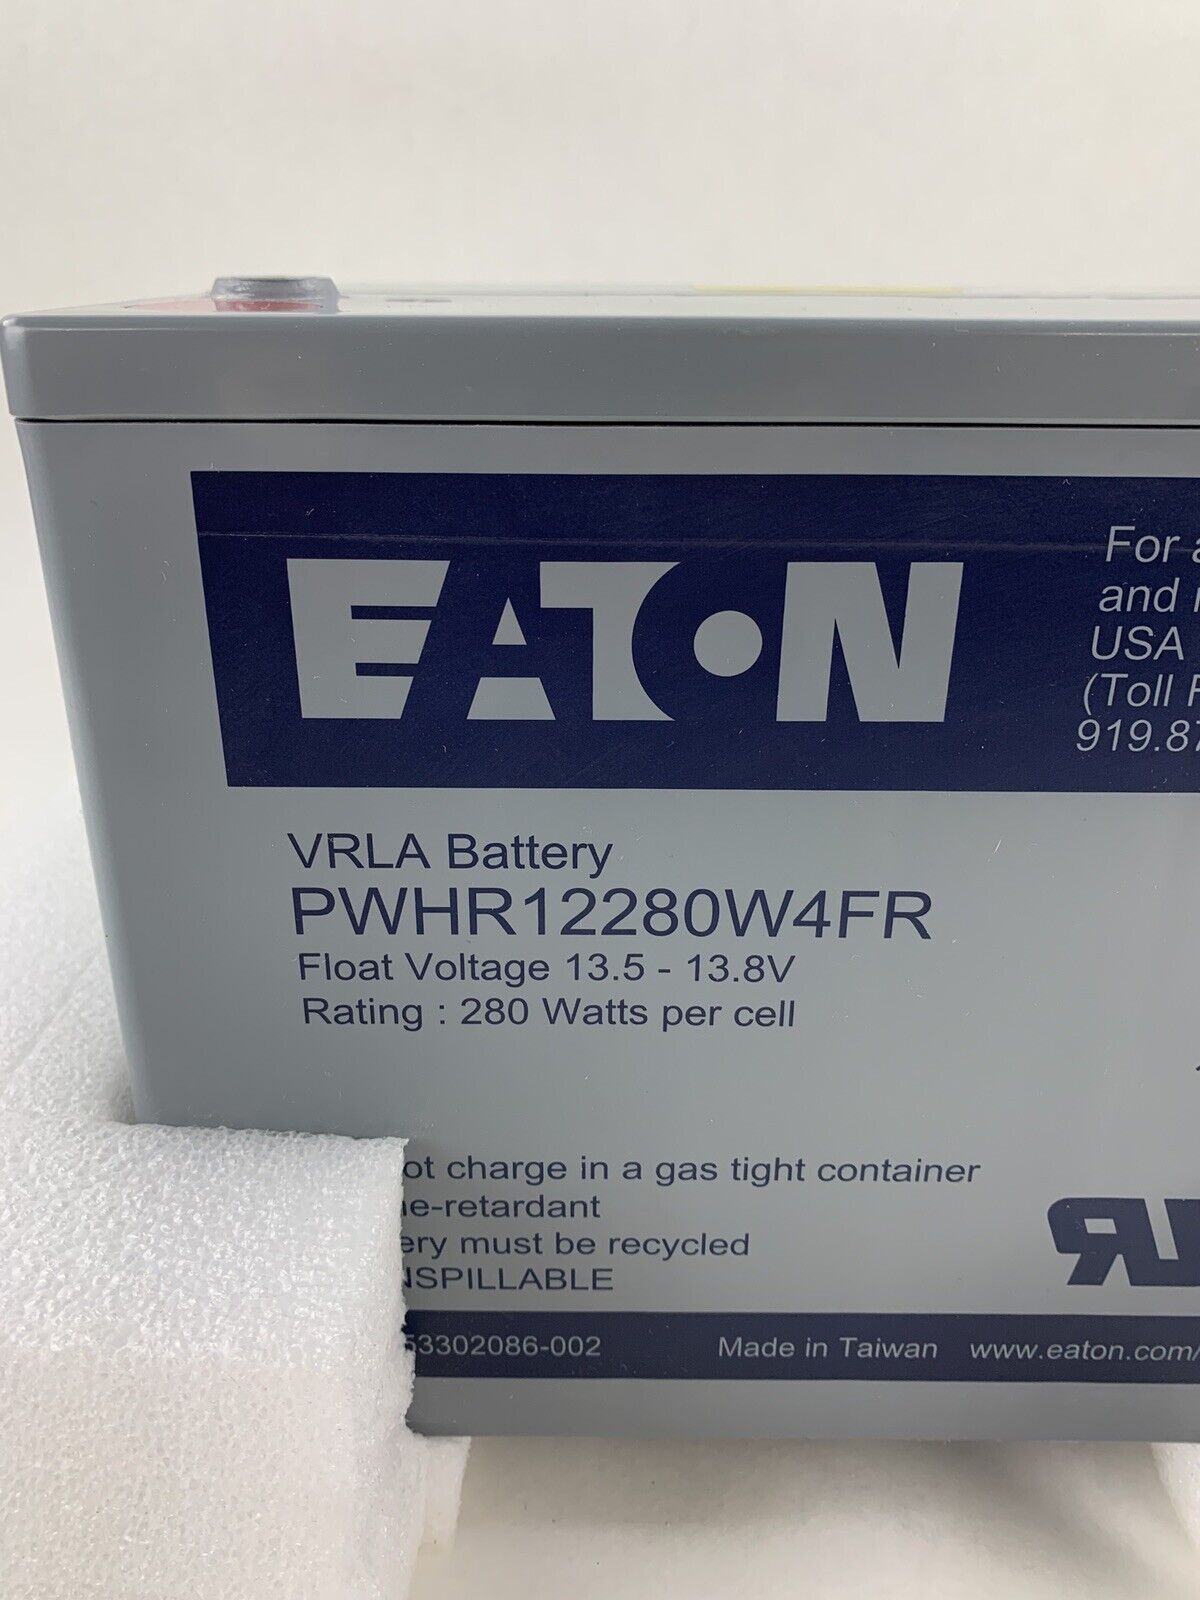 EATON
For a
and
USA
(Toll
919.87
VRLA Battery
PWHR12280W4FR
Float Voltage 13.5 - 13.8V
Rating : 280 Watts per cell
ot charge in a gas tight container
e-retardant
ery must be recycled
NSPILLABLE
53302086-002 Made in Taiwan www.eaton.com/